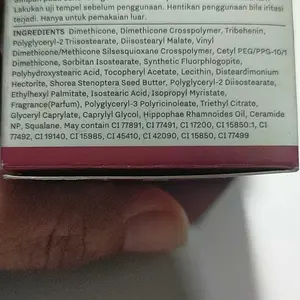 Lakukan uji tempel sebelum penggunaan. Hentikan penggunaan bila iritasi
terjadi. Hanya untuk pemakaian luar.
INGREDIENTS Dimethicone, Dimethicone Crosspolymer, Tribehenin,
Polyglyceryl-2 Triisostearate, Diisostearyl Malate, Vinyl
Dimethicone/Methicone Silsesquioxane Crosspolymer, Cetyl PEG/PPG-10/1
Dimethicone, Sorbitan Isostearate, Synthetic Fluorphlogopite,
Polyhydroxystearic Acid, Tocopheryl Acetate, Lecithin, Disteardimonium
Hectorite, Shorea Stenoptera Seed Butter, Polyglyceryl-2 Diisostearate,
Ethylhexyl Palmitate, Isostearic Acid, Isopropyl Myristate,
Fragrance(Parfum), Polyglyceryl-3 Polyricinoleate, Triethyl Citrate,
Glyceryl Caprylate, Caprylyl Glycol, Hippophae Rhamnoides Oil, Ceramide
NP, Squalane. May contain CI 77891, CI 77491, CI 17200, CI 15850:1, CI
77492, CI 19140, CI 15985, CI 45410, CI 42090, CI 15850, CI 77499